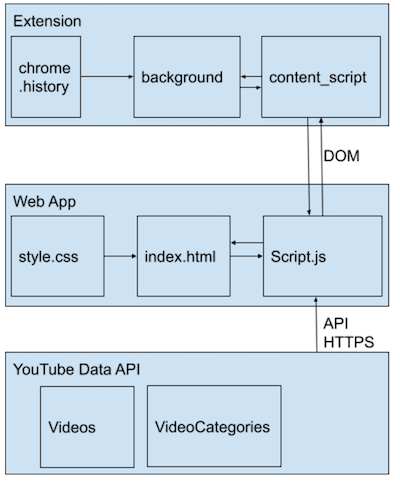 Extension
chrome
.history
background
content_script
DOM
Web App
style.css
index.html
Script.js
API
HTTPS
YouTube Data API
Videos
VideoCategories